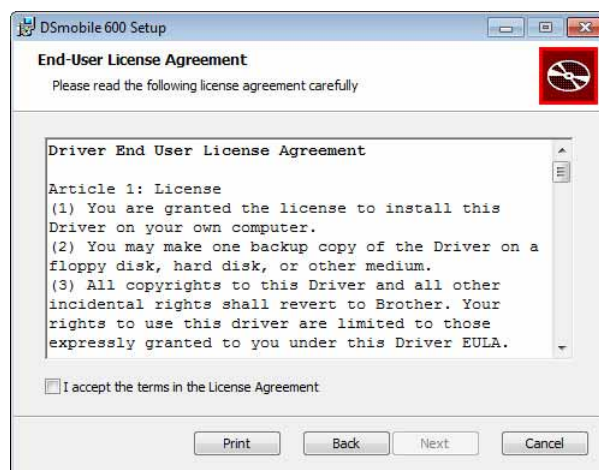 DSmobile 600 Setup
End-User License Agreement
Please read the following license agreement carefully
Driver End User License Agreement
Article 1: License
(1) You are granted the license to install this
Driver on your own computer.
(2) You may make one backup copy of the Driver on a
floppy disk, hard disk, or other medium.
(3) All copyrights to this Driver and all other
incidental rights shall revert to Brother. Your
rights to use this driver are limited to those
expressly granted to you under this Driver EULA.
I accept the terms in the License Agreement
Print Back Next Cancel